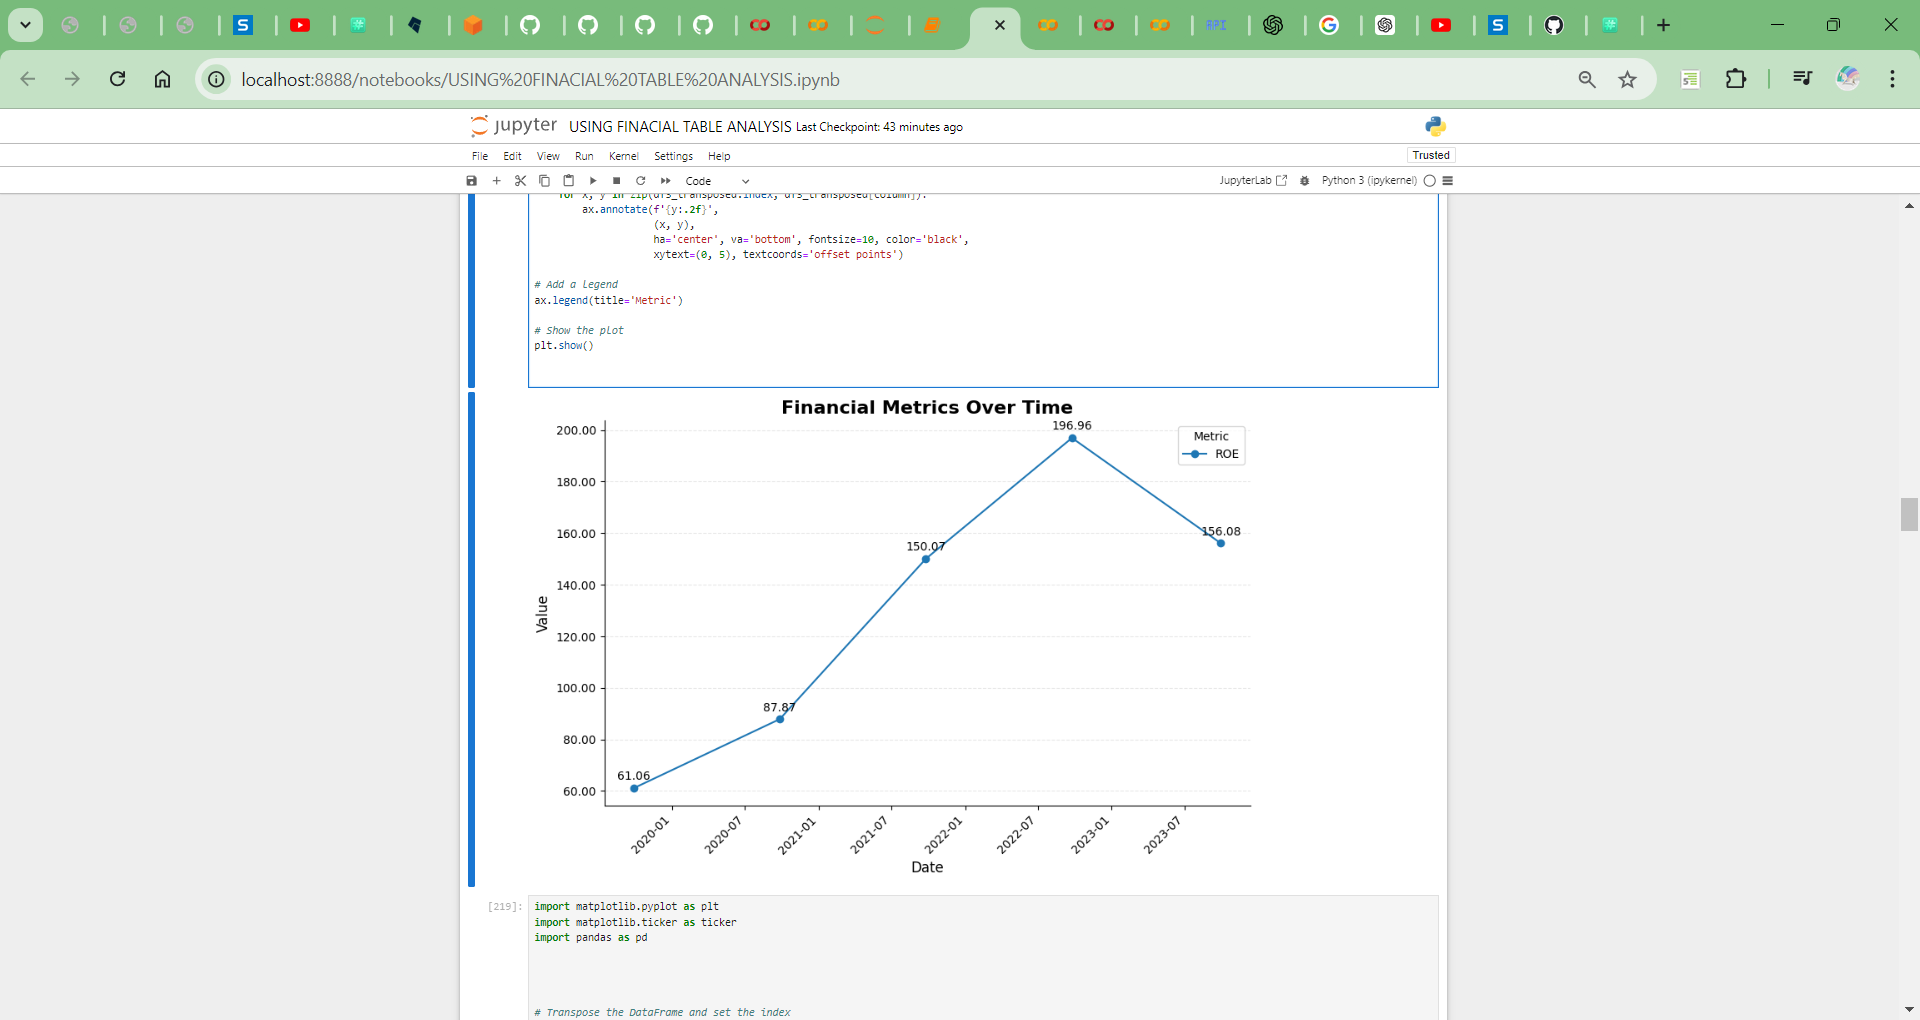 localhost:8888/notebooks/USING%20FINACIAL%20TABLE%20ANALYSIS.ipynb
jupyter USING FINACIAL TABLE ANALYSIS Last Checkpoint: 43 minutes ago
File Edit View Run Kernel Settings Help
Trusted
Code
JupyterLab Python 3 (ipykernel)
for x, y in zip(dfs_transposed.index, dfs_transposed[column]):
ax.annotate(f'{y:.2f}',
(x, y),
ha='center', va='bottom', fontsize=10, color='black',
xytext=(0, 5), textcoords='offset points')
# Add a legend
ax.legend(title='Metric')
# Show the plot
plt.show()
Financial Metrics Over Time
196.96
200.00
Metric
ROE
180.00
160.00
156.08
150.07
140.00
Value
120.00
100.00
87.87
80.00
61.06
60.00
2020-01 2020-07 2021-01 2021-07 2022-01 2022-07 2023-01 2023-07
Date
[219]:
import matplotlib.pyplot as plt
import matplotlib.ticker as ticker
import pandas as pd
# Transpose the DataFrame and set the index